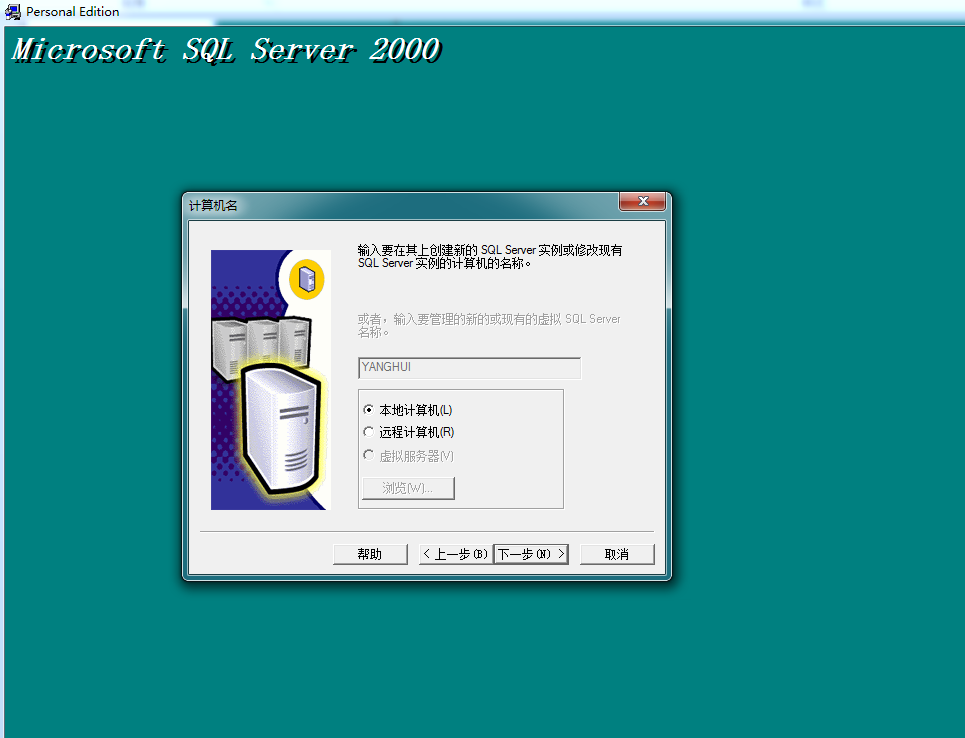 Personal Edition
Microsoft SQL Server 2000
计算机名
输入要在其上创建新的 SQL Server 实例或修改现有
SQL Server 实例的计算机的名称。
或者，输入要管理的新的或现有的虚拟 SQL Server
名称。
YANGHUI
本地计算机(L)
远程计算机(R)
虚拟服务器(V)
浏览(W)...
帮助
< 上一步(B)
下一步(N) >
取消